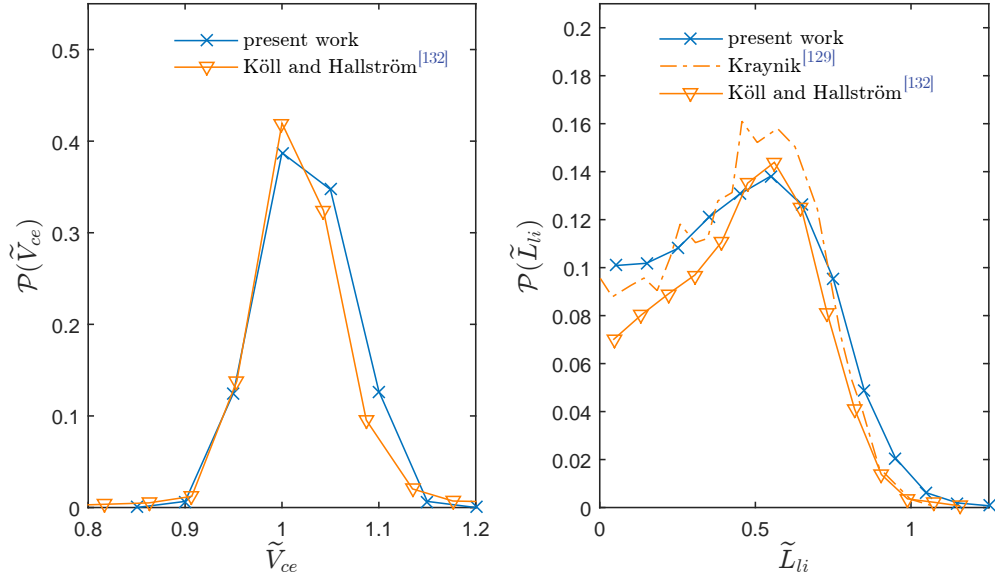 0.5
0.4
0.3
0.2
0.1
0
0.8
0.9
1
1.1
1.2
P(Ṽce)
Ṽce
present work
Köll and Hallström[132]
0.2
0.18
0.16
0.14
0.12
0.1
0.08
0.06
0.04
0.02
0
0
0.5
1
P(L̃li)
L̃li
present work
Kraynik[129]
Köll and Hallström[132]